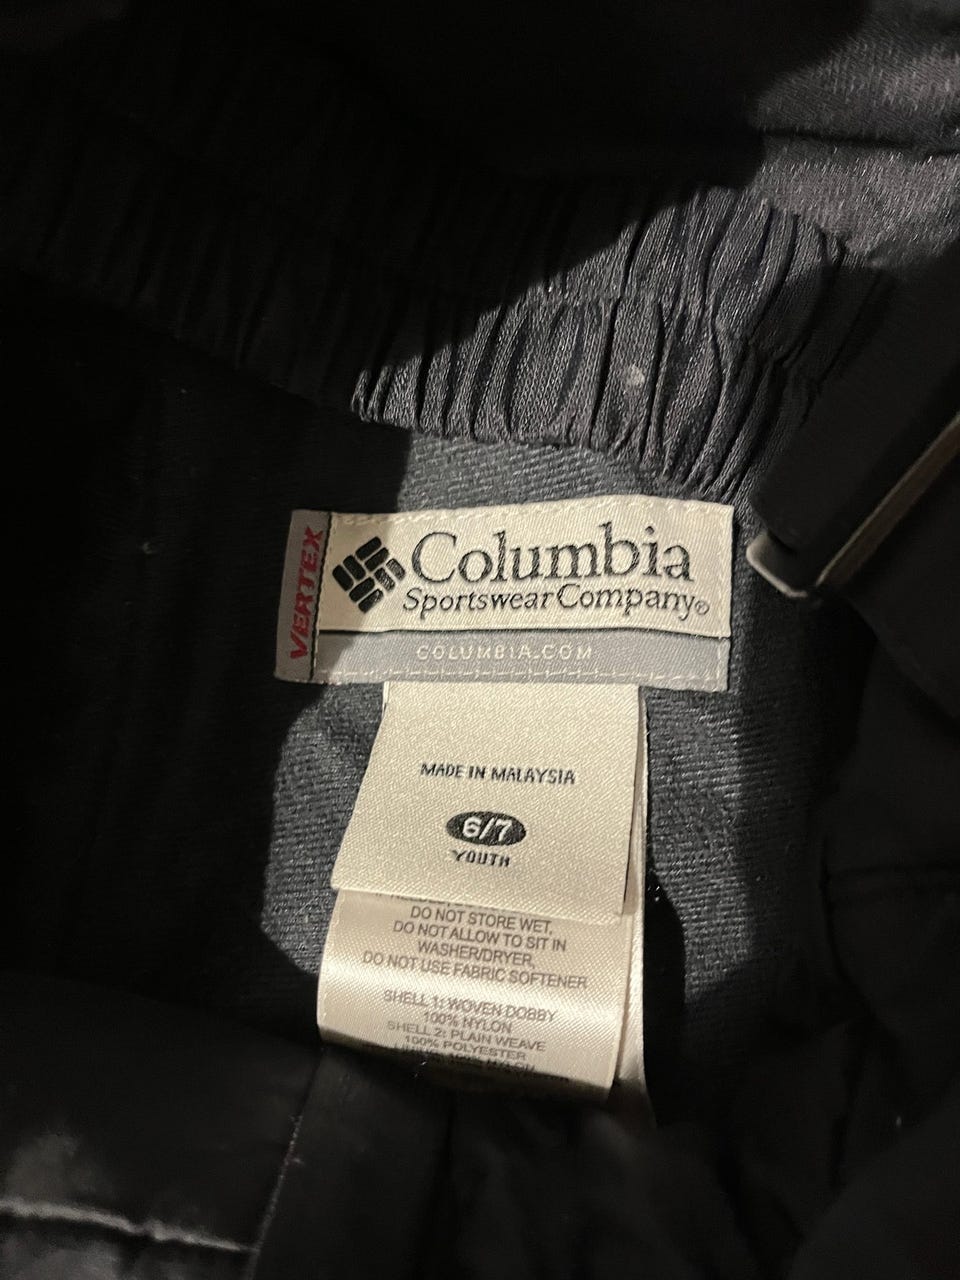 VERTEX
Columbia
Sportswear Company®
COLUMBIA.COM
MADE IN MALAYSIA
6/7
YOUTH
DO NOT STORE WET,
DO NOT ALLOW TO SIT IN
WASHER/DRYER,
DO NOT USE FABRIC SOFTENER
SHELL 1: WOVEN DOBBY
100% NYLON
SHELL 2: PLAIN WEAVE
100% POLYESTER